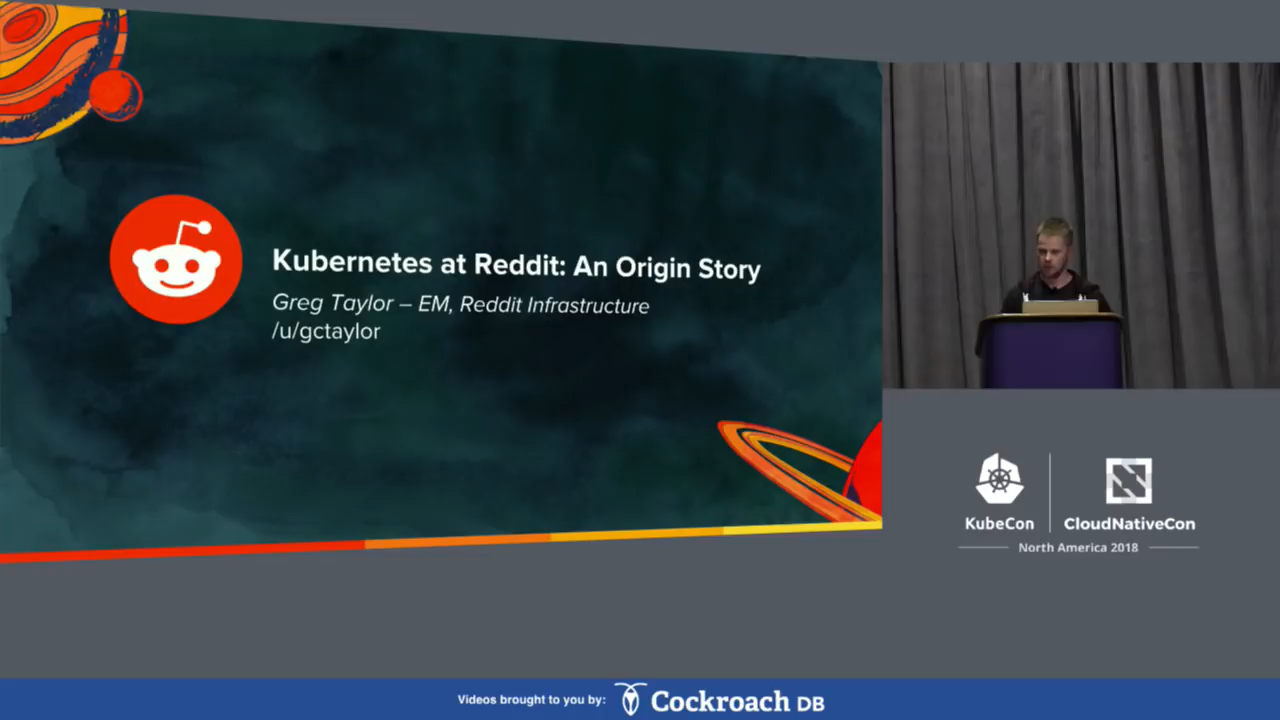 Kubernetes at Reddit: An Origin Story
Greg Taylor – EM, Reddit Infrastructure
/u/gctaylor
KubeCon
CloudNativeCon
North America 2018
Videos brought to you by:
Cockroach DB